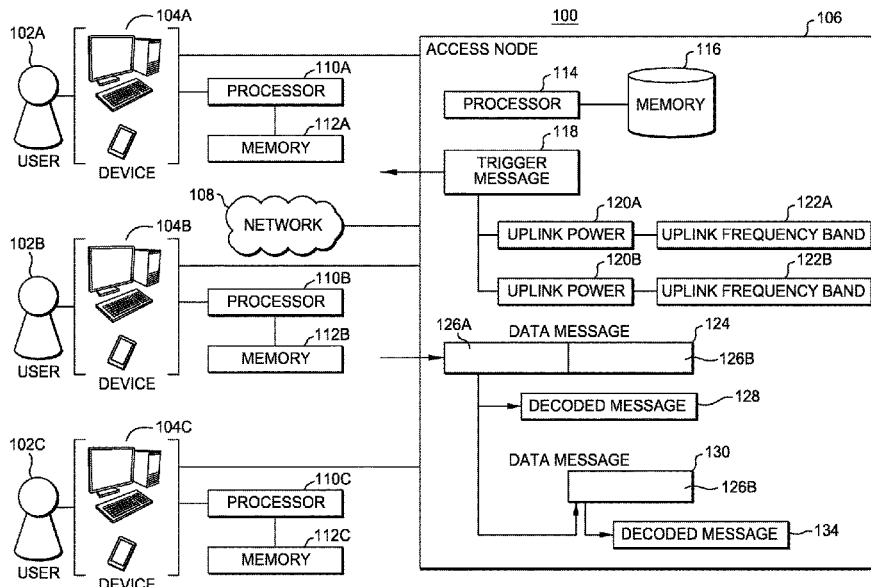 100
106
ACCESS NODE
104A
102A
USER
DEVICE
110A
PROCESSOR
112A
MEMORY
114
PROCESSOR
116
MEMORY
118
TRIGGER
MESSAGE
108
NETWORK
120A
UPLINK POWER
122A
UPLINK FREQUENCY BAND
120B
UPLINK POWER
122B
UPLINK FREQUENCY BAND
104B
102B
USER
DEVICE
110B
PROCESSOR
112B
MEMORY
DATA MESSAGE
124
126A
126B
DECODED MESSAGE
128
104C
102C
USER
DEVICE
110C
PROCESSOR
112C
MEMORY
DATA MESSAGE
130
126B
DECODED MESSAGE
134